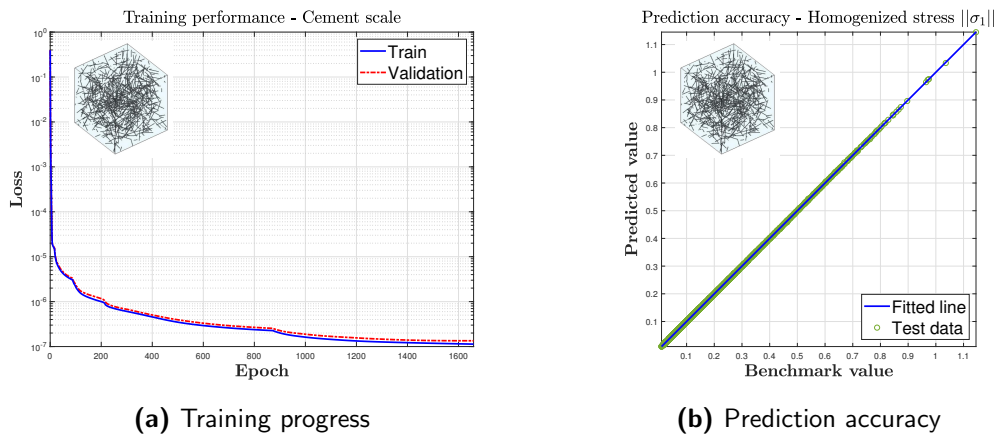 Training performance - Cement scale
10^0
10^-1
10^-2
10^-3
10^-4
10^-5
10^-6
10^-7
Loss
Train
Validation
0 200 400 600 800 1000 1200 1400 1600
Epoch
(a) Training progress
Prediction accuracy - Homogenized stress ||σ₁||
1.1
1
0.9
0.8
0.7
0.6
0.5
0.4
0.3
0.2
0.1
Predicted value
Fitted line
Test data
0.1 0.2 0.3 0.4 0.5 0.6 0.7 0.8 0.9 1 1.1
Benchmark value
(b) Prediction accuracy